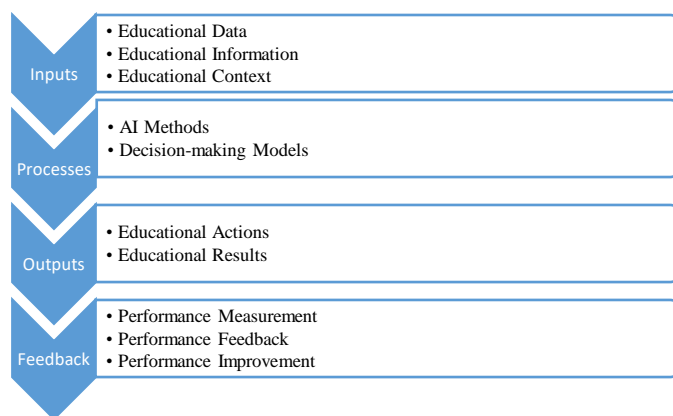 Inputs
• Educational Data
• Educational Information
• Educational Context
Processes
• AI Methods
• Decision-making Models
Outputs
• Educational Actions
• Educational Results
Feedback
• Performance Measurement
• Performance Feedback
• Performance Improvement